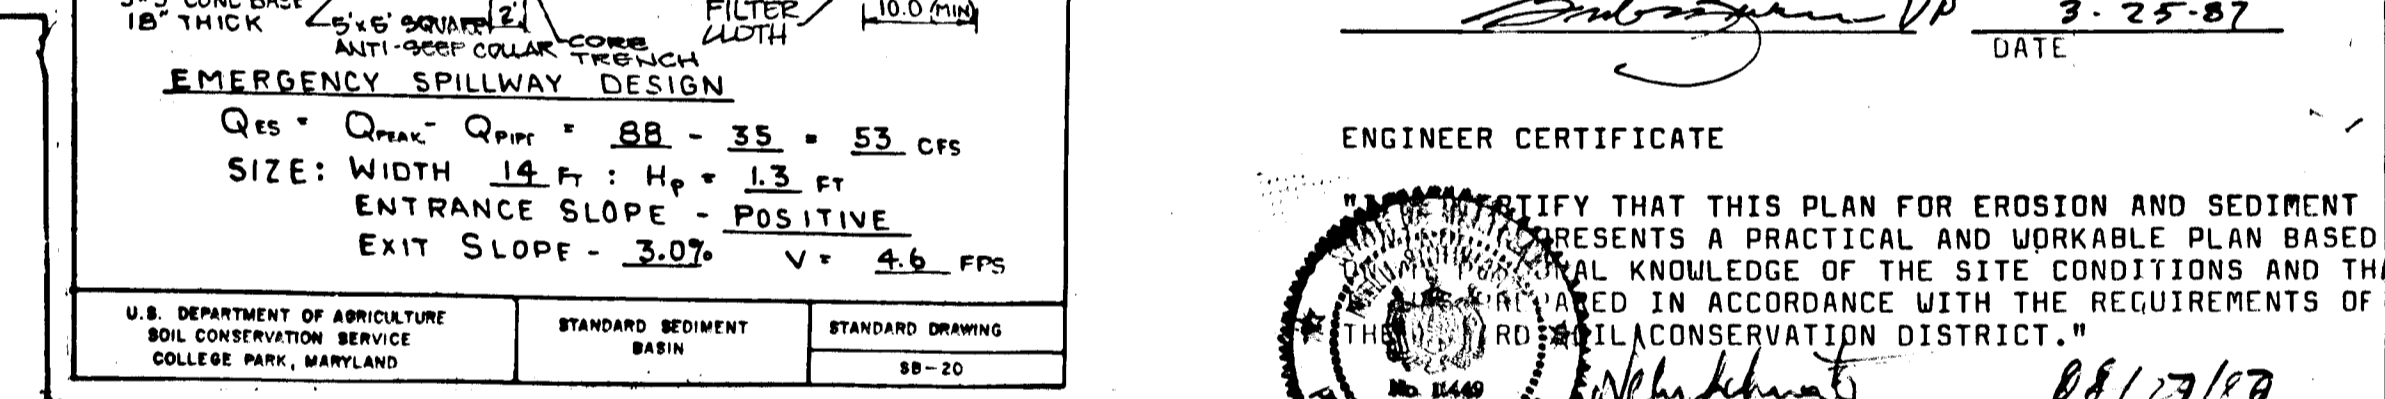 18" THICK
5'x5' SQUARE 2'
ANTI-SEEP COLLAR
CORE
TRENCH
FILTER
CLOTH
10.0 (MIN)
EMERGENCY SPILLWAY DESIGN
QES = QPEAK - QPIPE = 88 - 35 = 53 CFS
SIZE: WIDTH 14 FT : Hp = 1.3 FT
ENTRANCE SLOPE - POSITIVE
EXIT SLOPE - 3.0% V = 4.6 FPS
U.S. DEPARTMENT OF AGRICULTURE
SOIL CONSERVATION SERVICE
COLLEGE PARK, MARYLAND
STANDARD SEDIMENT
BASIN
STANDARD DRAWING
SB-20
VP 3-25-87
DATE
ENGINEER CERTIFICATE
THAT THIS PLAN FOR EROSION AND SEDIMENT
A PRACTICAL AND WORKABLE PLAN BASED
KNOWLEDGE OF THE SITE CONDITIONS AND
IN ACCORDANCE WITH THE REQUIREMENTS OF
THE SOIL CONSERVATION DISTRICT."
No. 11449